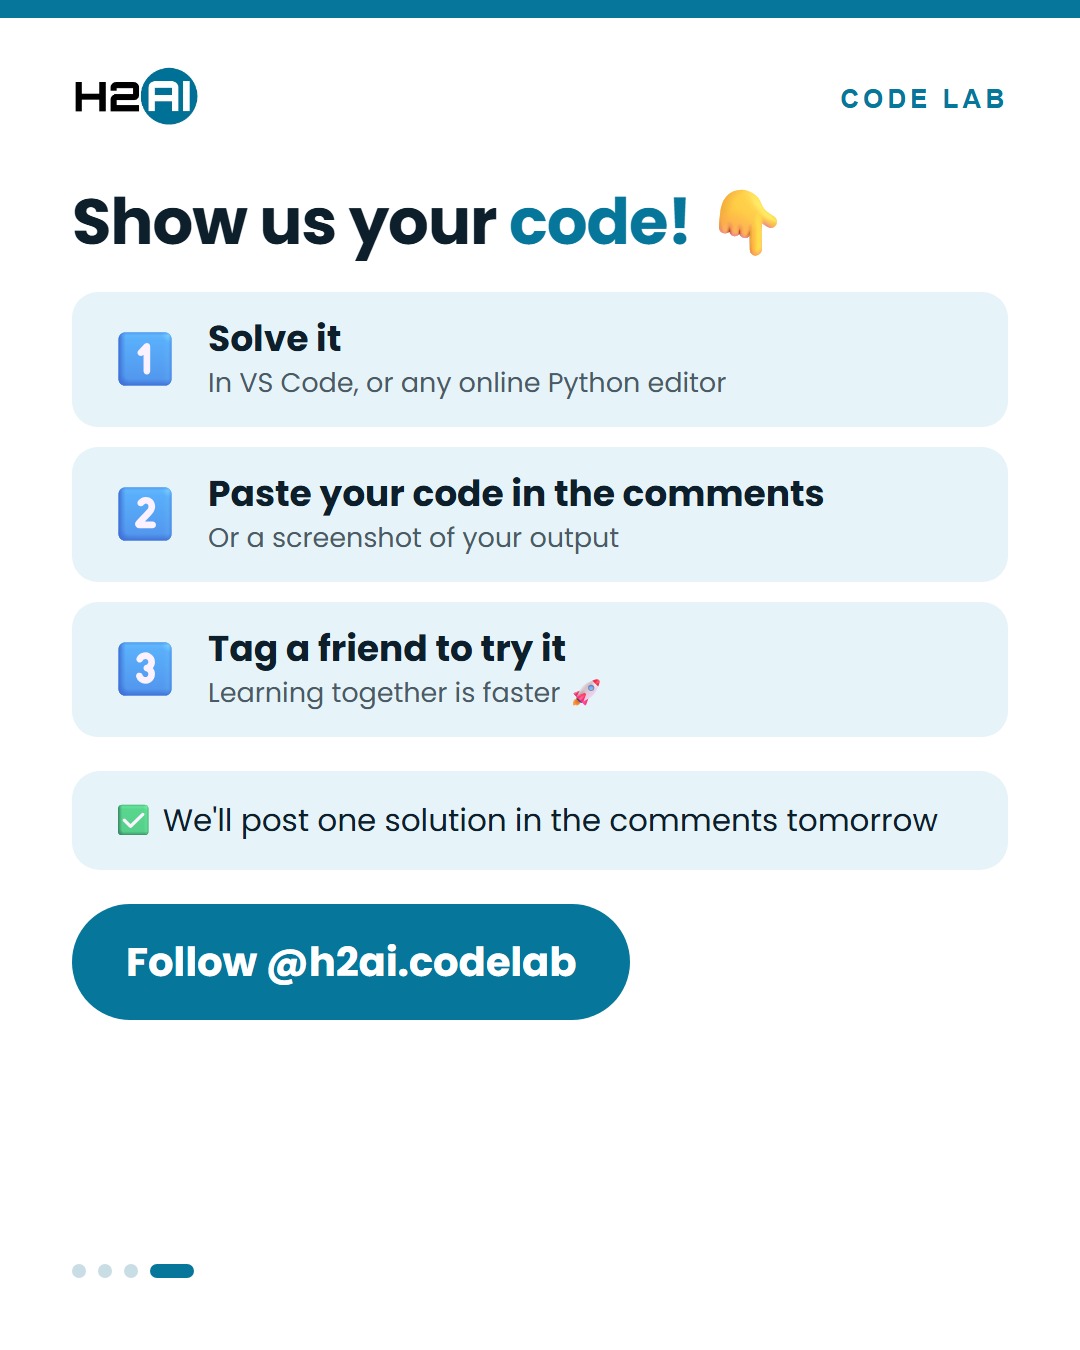 H2AI
CODE LAB
Show us your code! 👇
1
Solve it
In VS Code, or any online Python editor
2
Paste your code in the comments
Or a screenshot of your output
3
Tag a friend to try it
Learning together is faster 🚀
✅ We'll post one solution in the comments tomorrow
Follow @h2ai.codelab